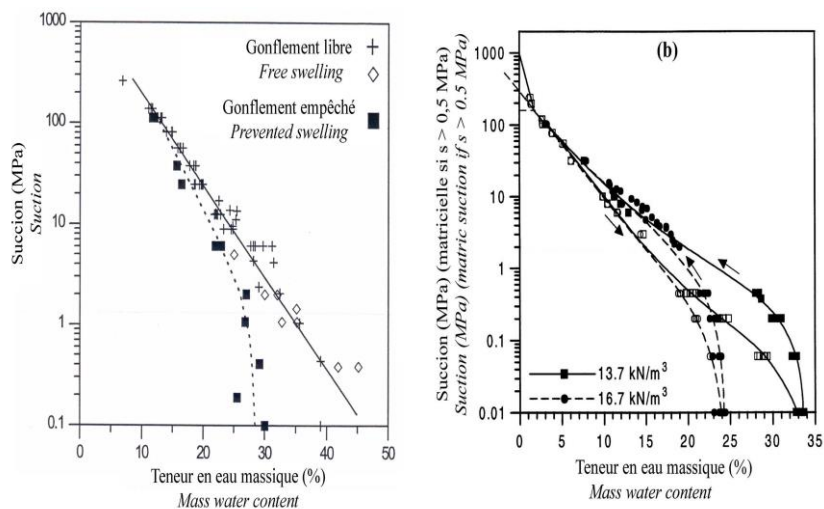 1000
100
10
1
0.1
Succion (MPa)
Suction
Gonflement libre
Free swelling
Gonflement empêché
Prevented swelling
0 10 20 30 40 50
Teneur en eau massique (%)
Mass water content
(b)
1000
100
10
1
0.1
0.01
Succion (MPa) (matricielle si s > 0,5 MPa)
Suction (MPa) (matric suction if s > 0.5 MPa)
13.7 kN/m³
16.7 kN/m³
0 5 10 15 20 25 30 35
Teneur en eau massique (%)
Mass water content